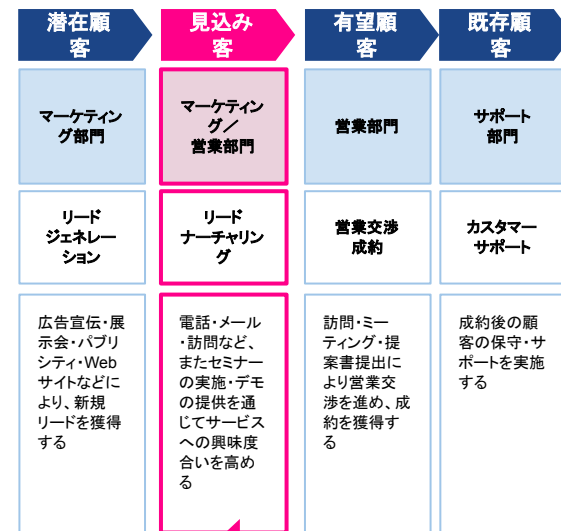 潜在顧
客
見込み
客
有望顧
客
既存顧
客
マーケティン
グ部門
マーケティン
グ／
営業部門
営業部門
サポート
部門
リード
ジェネレー
ション
リード
ナーチャリン
グ
営業交渉
成約
カスタマー
サポート
広告宣伝・展
示会・パブリ
シティ・Web
サイトなどに
より、新規
リードを獲得
する
電話・メール
・訪問など、
またセミナー
の実施・デモ
の提供を通
じてサービス
への興味度
合いを高め
る
訪問・ミー
ティング・提
案書提出に
より営業交
渉を進め、成
約を獲得す
る
成約後の顧
客の保守・サ
ポートを実施
する